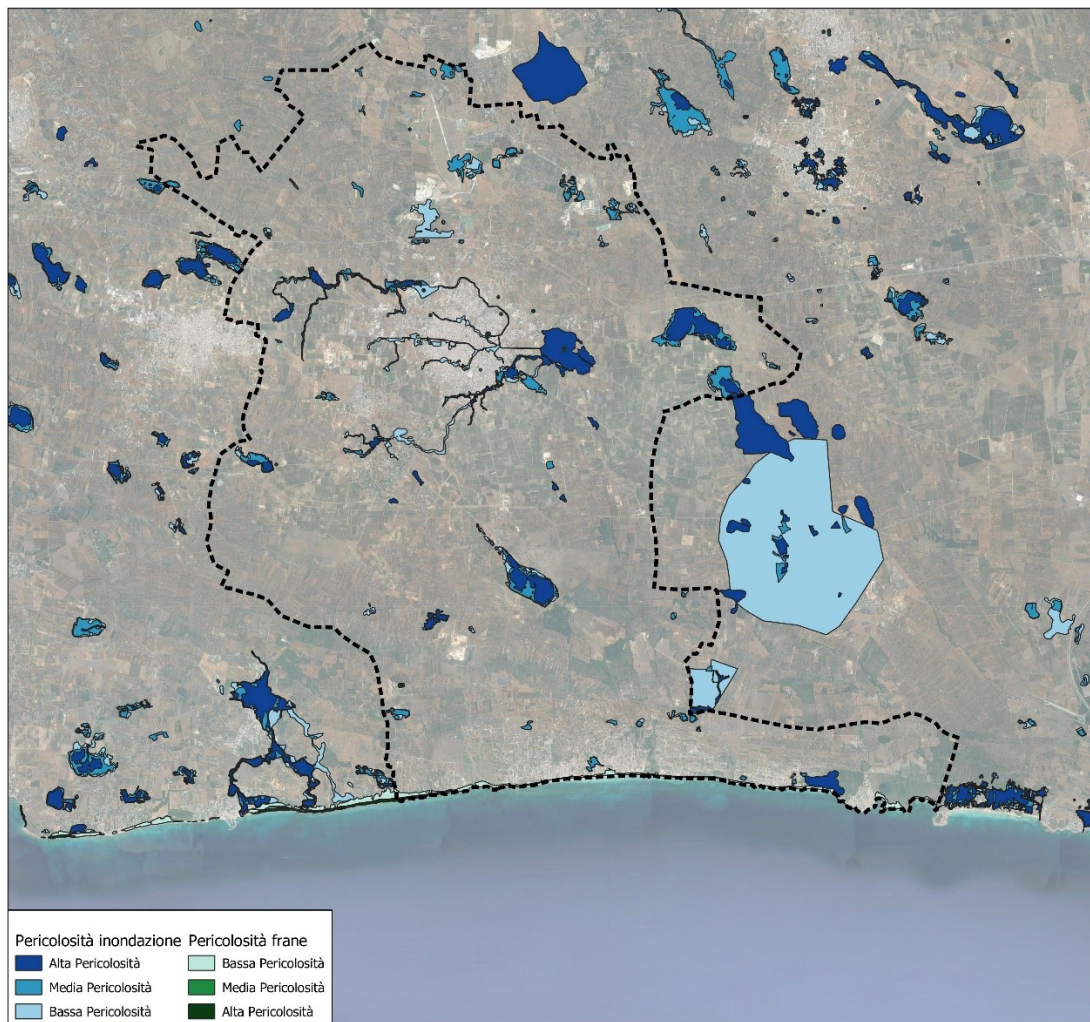 Pericolosità inondazione
Alta Pericolosità
Media Pericolosità
Bassa Pericolosità
Pericolosità frane
Bassa Pericolosità
Media Pericolosità
Alta Pericolosità